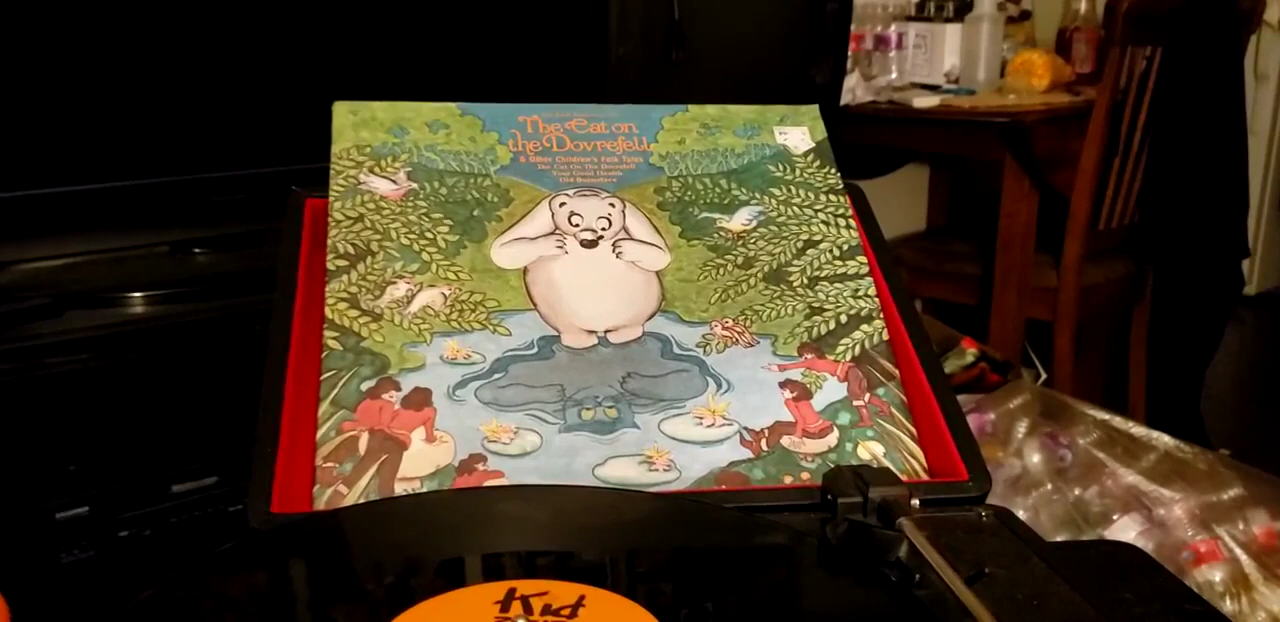 The Cat on
the Dovrefell
& Other Children's Folk Tales
The Cat On The Dovrefell
Your Good Health
Old Bluebeard
Kid